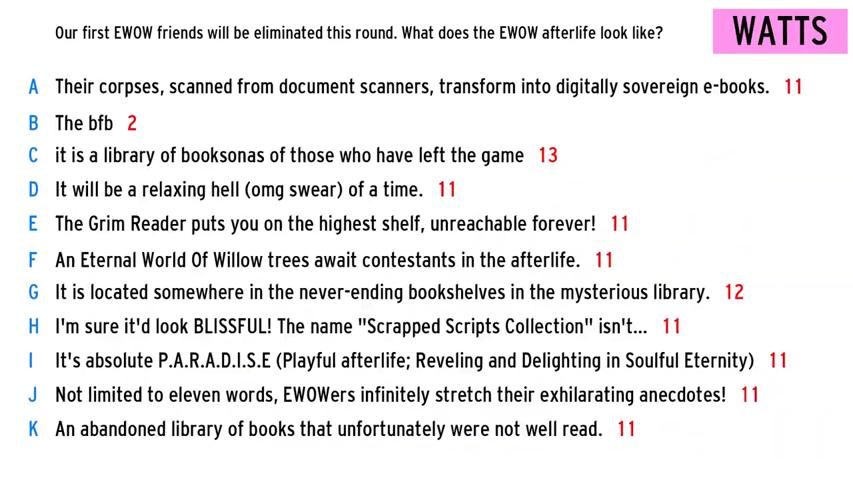 Our first EWOW friends will be eliminated this round. What does the EWOW afterlife look like?
WATTS
A Their corpses, scanned from document scanners, transform into digitally sovereign e-books. 11
B The bfb 2
C it is a library of booksonas of those who have left the game 13
D It will be a relaxing hell (omg swear) of a time. 11
E The Grim Reader puts you on the highest shelf, unreachable forever! 11
F An Eternal World Of Willow trees await contestants in the afterlife. 11
G It is located somewhere in the never-ending bookshelves in the mysterious library. 12
H I'm sure it'd look BLISSFUL! The name "Scrapped Scripts Collection" isn't... 11
I It's absolute P.A.R.A.D.I.S.E (Playful afterlife; Reveling and Delighting in Soulful Eternity) 11
J Not limited to eleven words, EWOWers infinitely stretch their exhilarating anecdotes! 11
K An abandoned library of books that unfortunately were not well read. 11